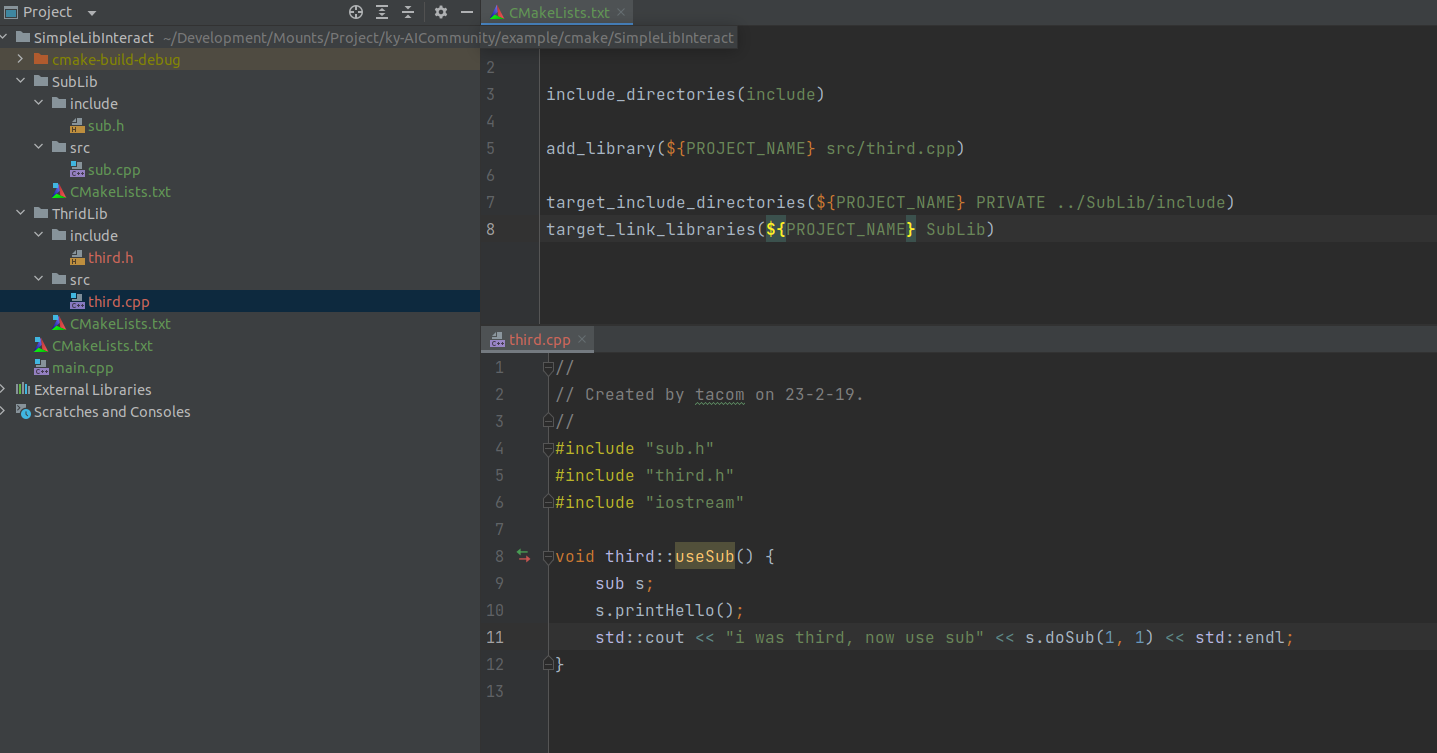 Project
SimpleLibInteract ~/Development/Mounts/Project/ky-AICommunity/example/cmake/SimpleLibInteract
cmake-build-debug
SubLib
include
sub.h
src
sub.cpp
CMakeLists.txt
ThridLib
include
third.h
src
third.cpp
CMakeLists.txt
CMakeLists.txt
main.cpp
External Libraries
Scratches and Consoles
CMakeLists.txt
2
3 include_directories(include)
4
5 add_library(${PROJECT_NAME} src/third.cpp)
6
7 target_include_directories(${PROJECT_NAME} PRIVATE ../SubLib/include)
8 target_link_libraries(${PROJECT_NAME} SubLib)
third.cpp
1 //
2 // Created by tacom on 23-2-19.
3 //
4 #include "sub.h"
5 #include "third.h"
6 #include "iostream"
7
8 void third::useSub() {
9 sub s;
10 s.printHello();
11 std::cout << "i was third, now use sub" << s.doSub(1, 1) << std::endl;
12 }
13